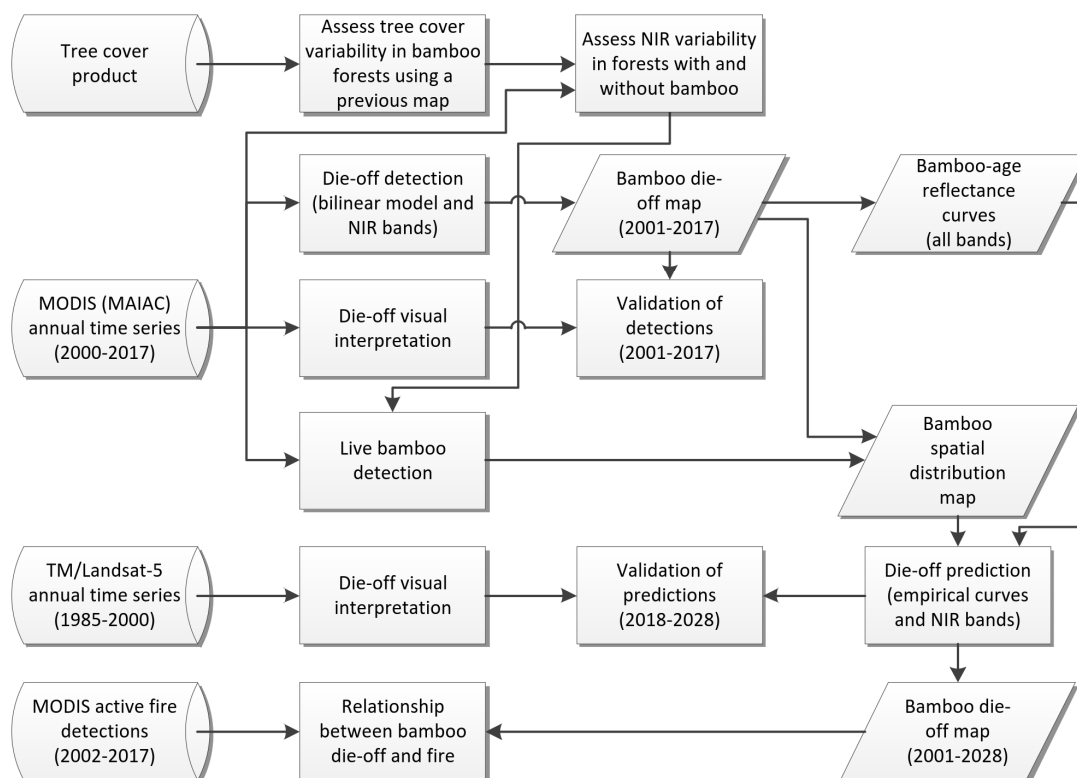 Tree cover
product
Assess tree cover
variability in bamboo
forests using a
previous map
Assess NIR variability
in forests with and
without bamboo
Die-off detection
(bilinear model and
NIR bands)
Bamboo die-
off map
(2001-2017)
Bamboo-age
reflectance
curves
(all bands)
MODIS (MAIAC)
annual time series
(2000-2017)
Die-off visual
interpretation
Validation of
detections
(2001-2017)
Live bamboo
detection
Bamboo
spatial
distribution
map
TM/Landsat-5
annual time series
(1985-2000)
Die-off visual
interpretation
Validation of
predictions
(2018-2028)
Die-off prediction
(empirical curves
and NIR bands)
MODIS active fire
detections
(2002-2017)
Relationship
between bamboo
die-off and fire
Bamboo die-
off map
(2001-2028)